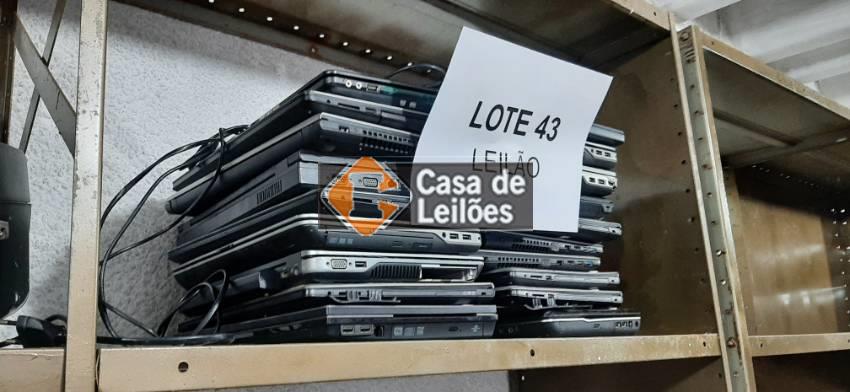 LOTE 43
LEILÃO
Casa de
Leilões